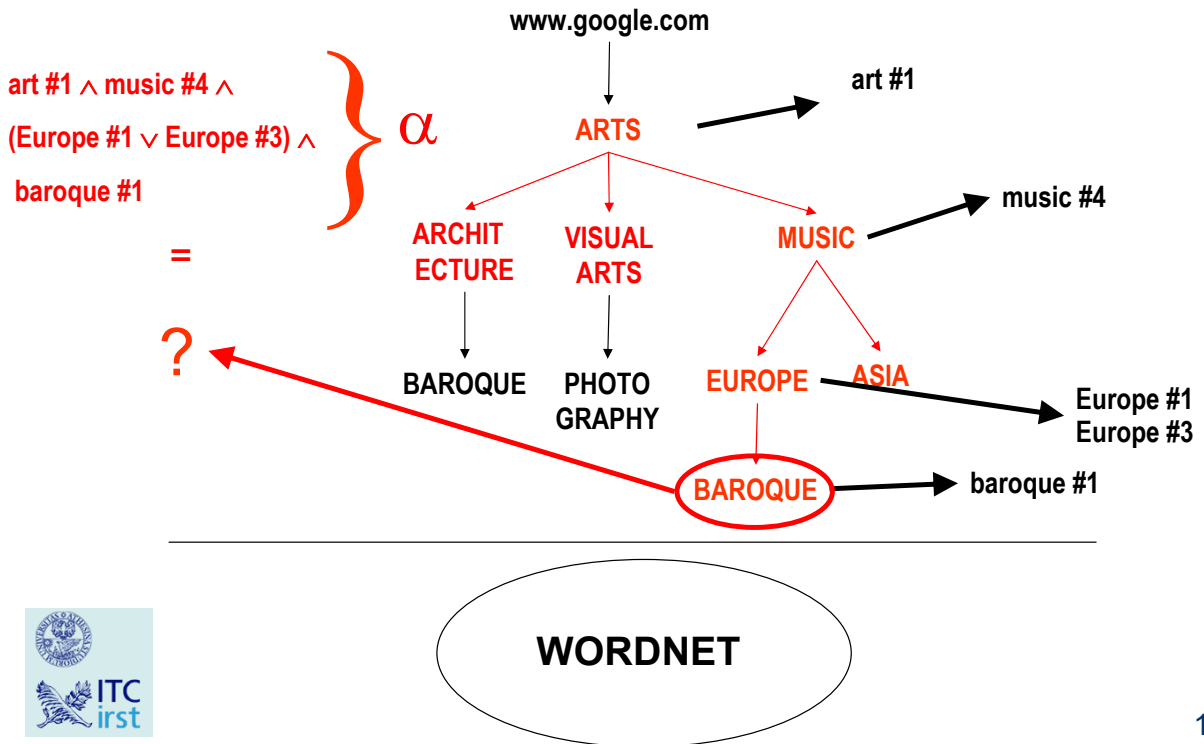 www.google.com
art #1 ∧ music #4 ∧
(Europe #1 ∨ Europe #3) ∧
baroque #1
α
=
?
ARTS
art #1
ARCHIT
ECTURE
VISUAL
ARTS
MUSIC
music #4
BAROQUE
PHOTO
GRAPHY
EUROPE
ASIA
Europe #1
Europe #3
BAROQUE
baroque #1
WORDNET
ITC
irst
1